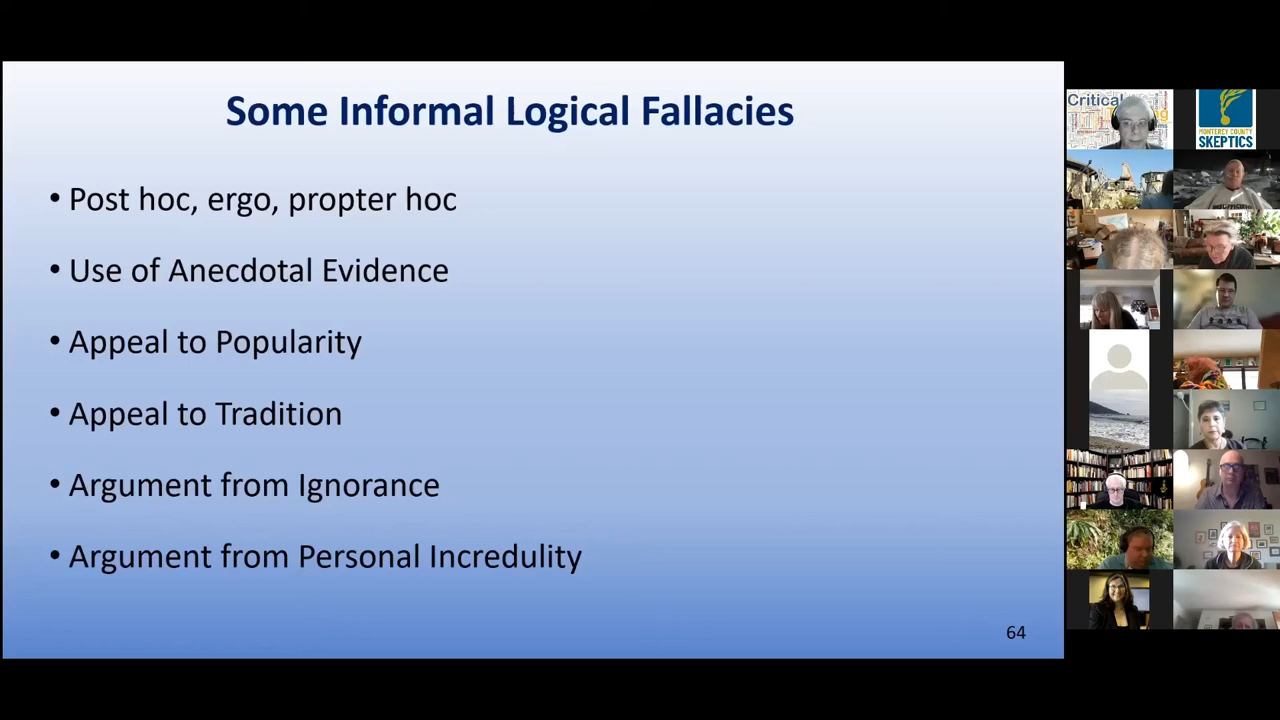 Some Informal Logical Fallacies
• Post hoc, ergo, propter hoc
• Use of Anecdotal Evidence
• Appeal to Popularity
• Appeal to Tradition
• Argument from Ignorance
• Argument from Personal Incredulity
64
Critical
MONTEREY COUNTY
SKEPTICS